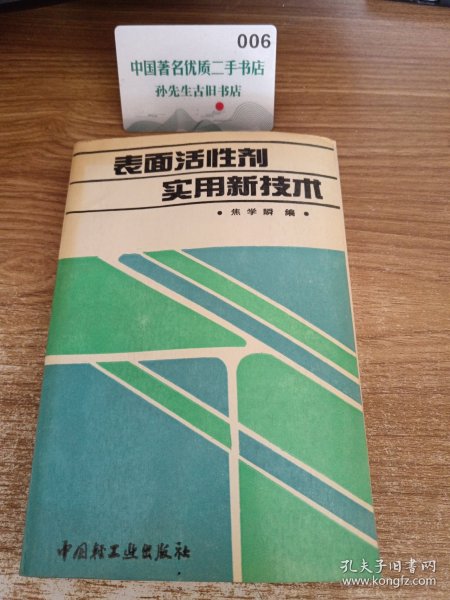 006
中国著名优质二手书店
孙先生古旧书店
表面活性剂
实用新技术
•焦学瞬 编•
中国轻工业出版社
孔夫子旧书网
www.kongfz.com